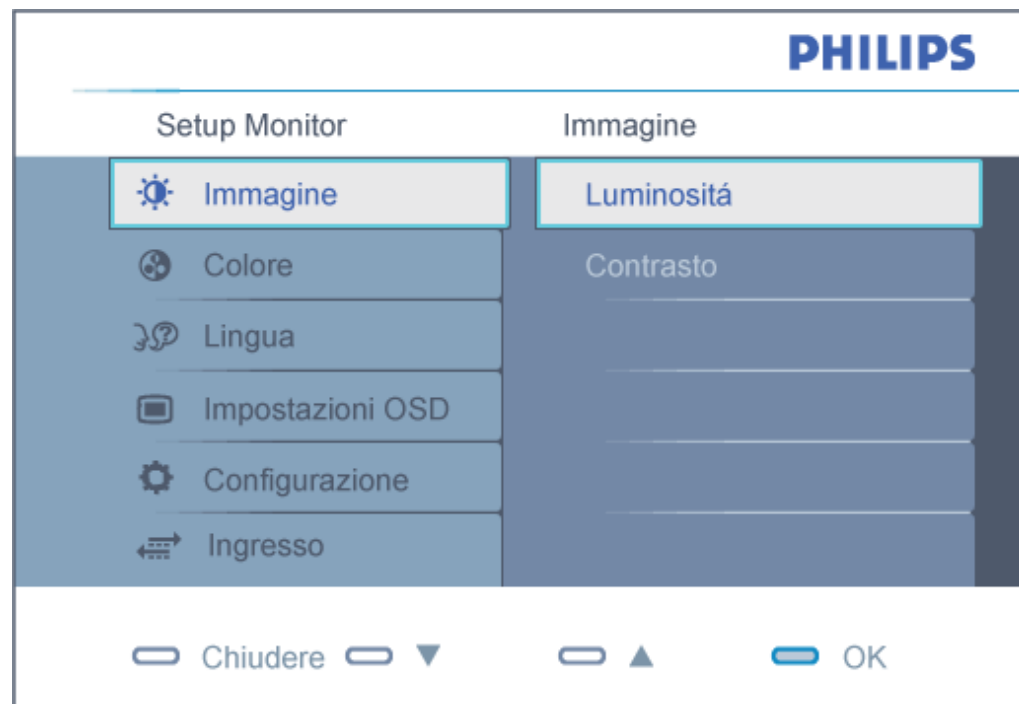 PHILIPS
Setup Monitor
Immagine
Immagine
Luminositá
Colore
Contrasto
Lingua
Impostazioni OSD
Configurazione
Ingresso
Chiudere ▼ ▲ OK